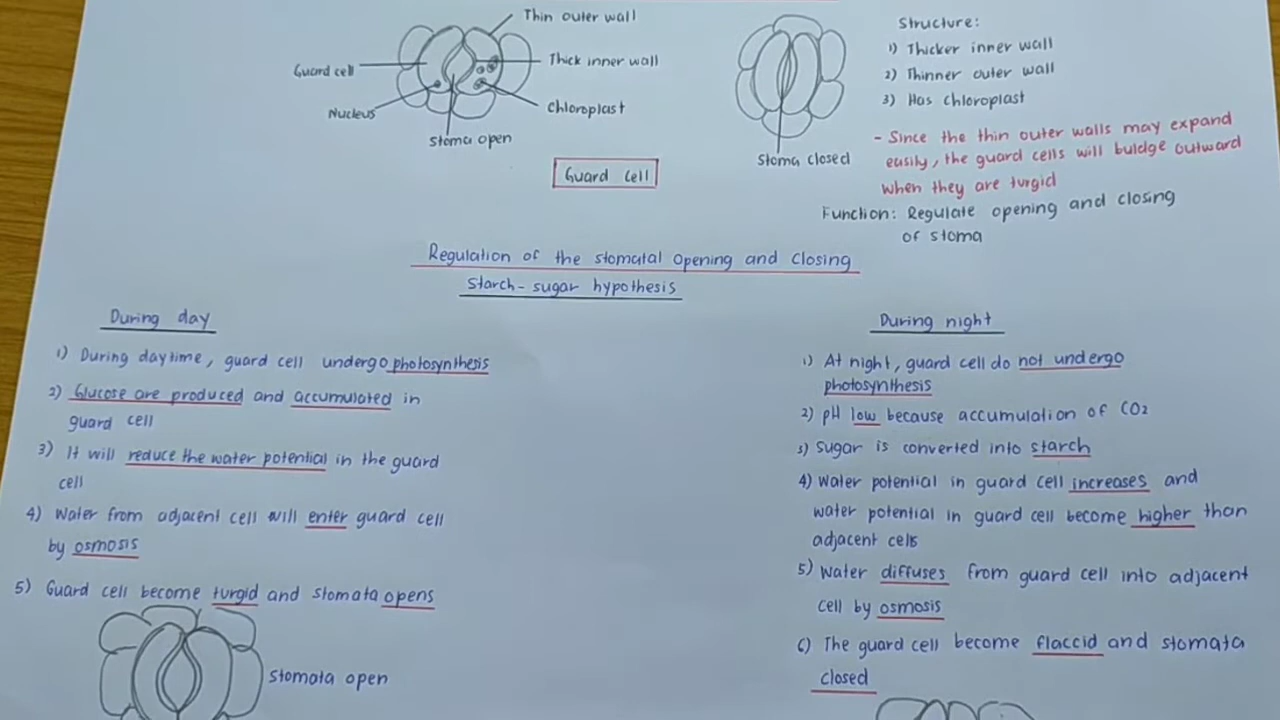 Thin outer wall
Guard cell
Thick inner wall
Nucleus
Chloroplast
Stoma open
Guard cell
Stoma closed
Structure:
1) Thicker inner wall
2) Thinner outer wall
3) Has chloroplast
- Since the thin outer walls may expand
easily, the guard cells will buldge outward
when they are turgid
Function: Regulate opening and closing
of stoma
Regulation of the stomatal opening and closing
Starch-sugar hypothesis
During day
1) During daytime, guard cell undergo photosynthesis
2) Glucose are produced and accumulated in
guard cell
3) It will reduce the water potential in the guard
cell
4) Water from adjacent cell will enter guard cell
by osmosis
5) Guard cell become turgid and stomata opens
Stomata open
During night
1) At night, guard cell do not undergo
photosynthesis
2) pH low because accumulation of CO2
3) Sugar is converted into starch
4) Water potential in guard cell increases and
water potential in guard cell become higher than
adjacent cells
5) Water diffuses from guard cell into adjacent
cell by osmosis
6) The guard cell become flaccid and stomata
closed